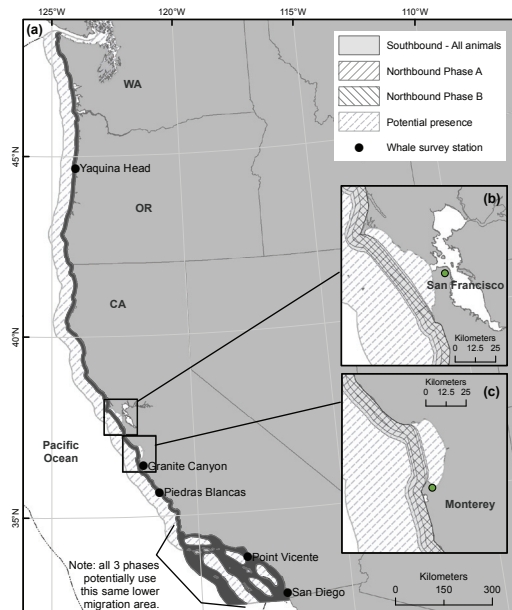 125°W
120°W
115°W
110°W
(a)
Southbound - All animals
Northbound Phase A
Northbound Phase B
Potential presence
Whale survey station
WA
45°N
Yaquina Head
OR
CA
40°N
(b)
San Francisco
Kilometers
0 12.5 25
(c)
Kilometers
0 12.5 25
Monterey
Pacific
Ocean
Granite Canyon
Piedras Blancas
35°N
Point Vicente
San Diego
Note: all 3 phases
potentially use
this same lower
migration area.
Kilometers
0 150 300